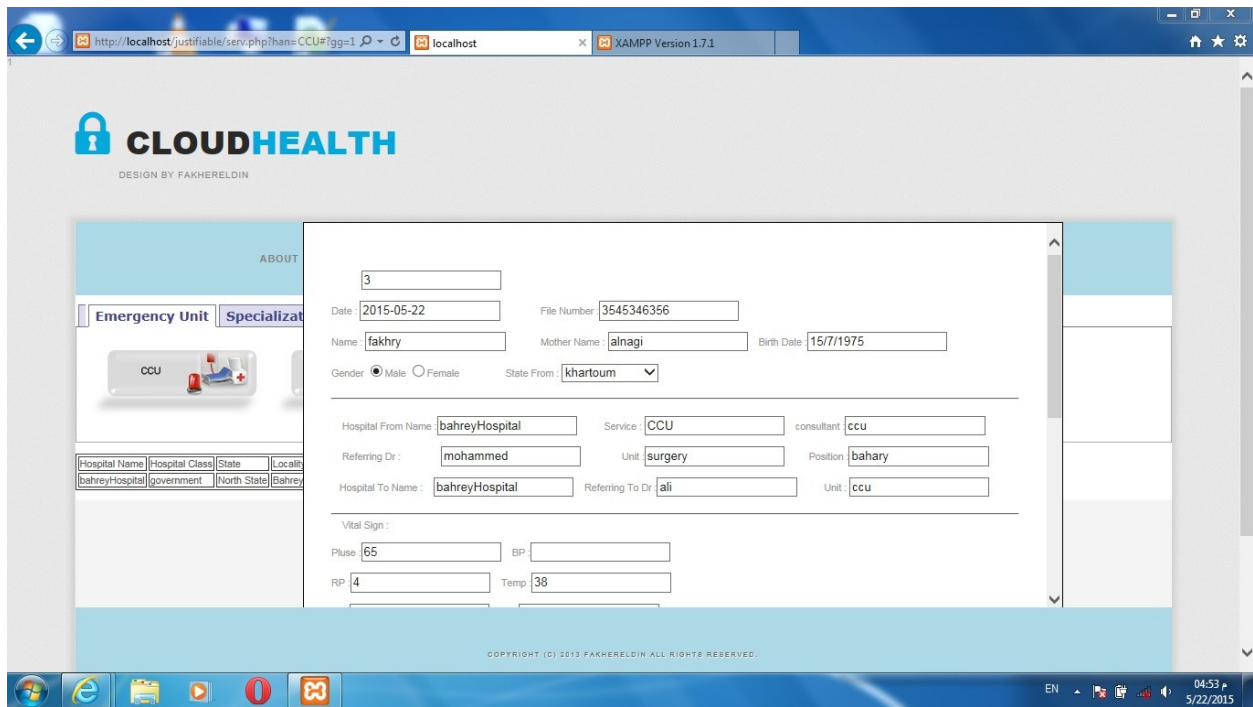 http://localhost/justifiable/serv.php?han=CCU#?gg=1
localhost
XAMPP Version 1.7.1
1
CLOUDHEALTH
DESIGN BY FAKHERELDIN
ABOUT
3
Date : 2015-05-22 File Number : 3545346356
Emergency Unit Specializat
Name : fakhry Mother Name : alnagi Birth Date : 15/7/1975
Gender Male Female State From : khartoum
CCU
Hospital From Name : bahreyHospital Service : CCU consultant : ccu
Referring Dr : mohammed Unit : surgery Position : bahary
Hospital Name Hospital Class State Locality
bahreyHospital government North State Bahrey
Hospital To Name : bahreyHospital Referring To Dr : ali Unit : ccu
Vital Sign :
Pluse : 65 BP :
RP : 4 Temp : 38
COPYRIGHT (C) 2013 FAKHERELDIN ALL RIGHTS RESERVED.
EN
04:53 م
5/22/2015